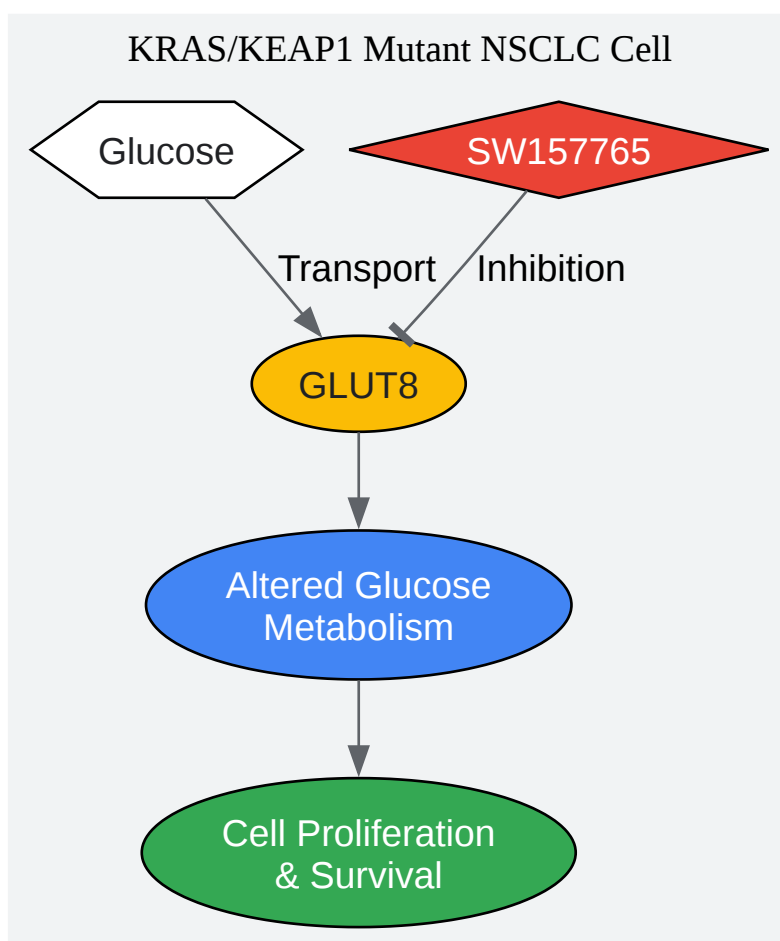 KRAS/KEAP1 Mutant NSCLC Cell
Glucose
SW157765
Transport
Inhibition
GLUT8
Altered Glucose
Metabolism
Cell Proliferation
& Survival